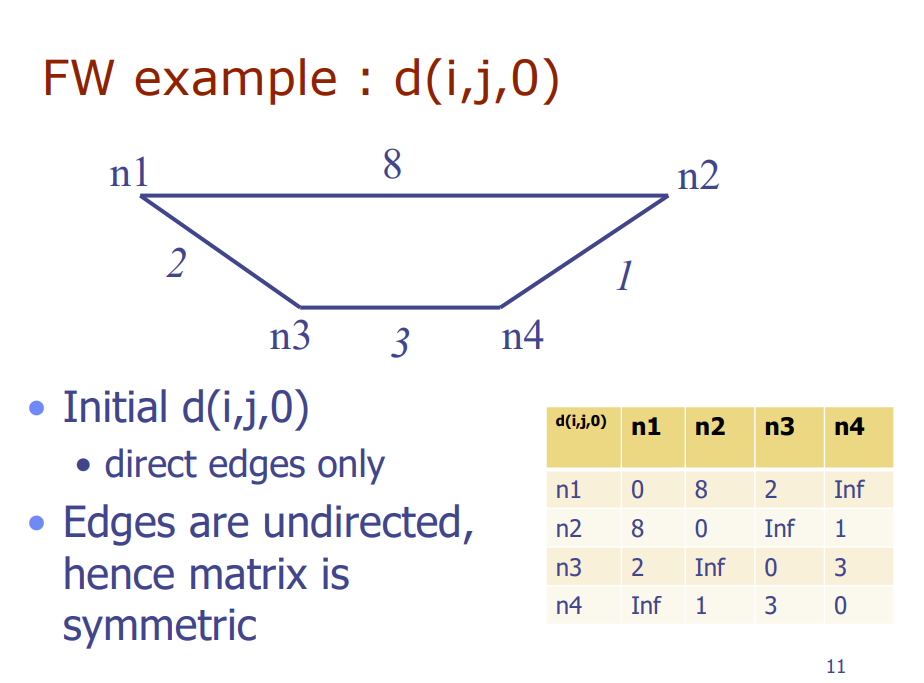 FW example : d(i,j,0)
n1
8
n2
2
1
n3
3
n4
• Initial d(i,j,0)
• direct edges only
• Edges are undirected,
hence matrix is
symmetric
d(i,j,0) n1 n2 n3 n4
n1 0 8 2 Inf
n2 8 0 Inf 1
n3 2 Inf 0 3
n4 Inf 1 3 0
11